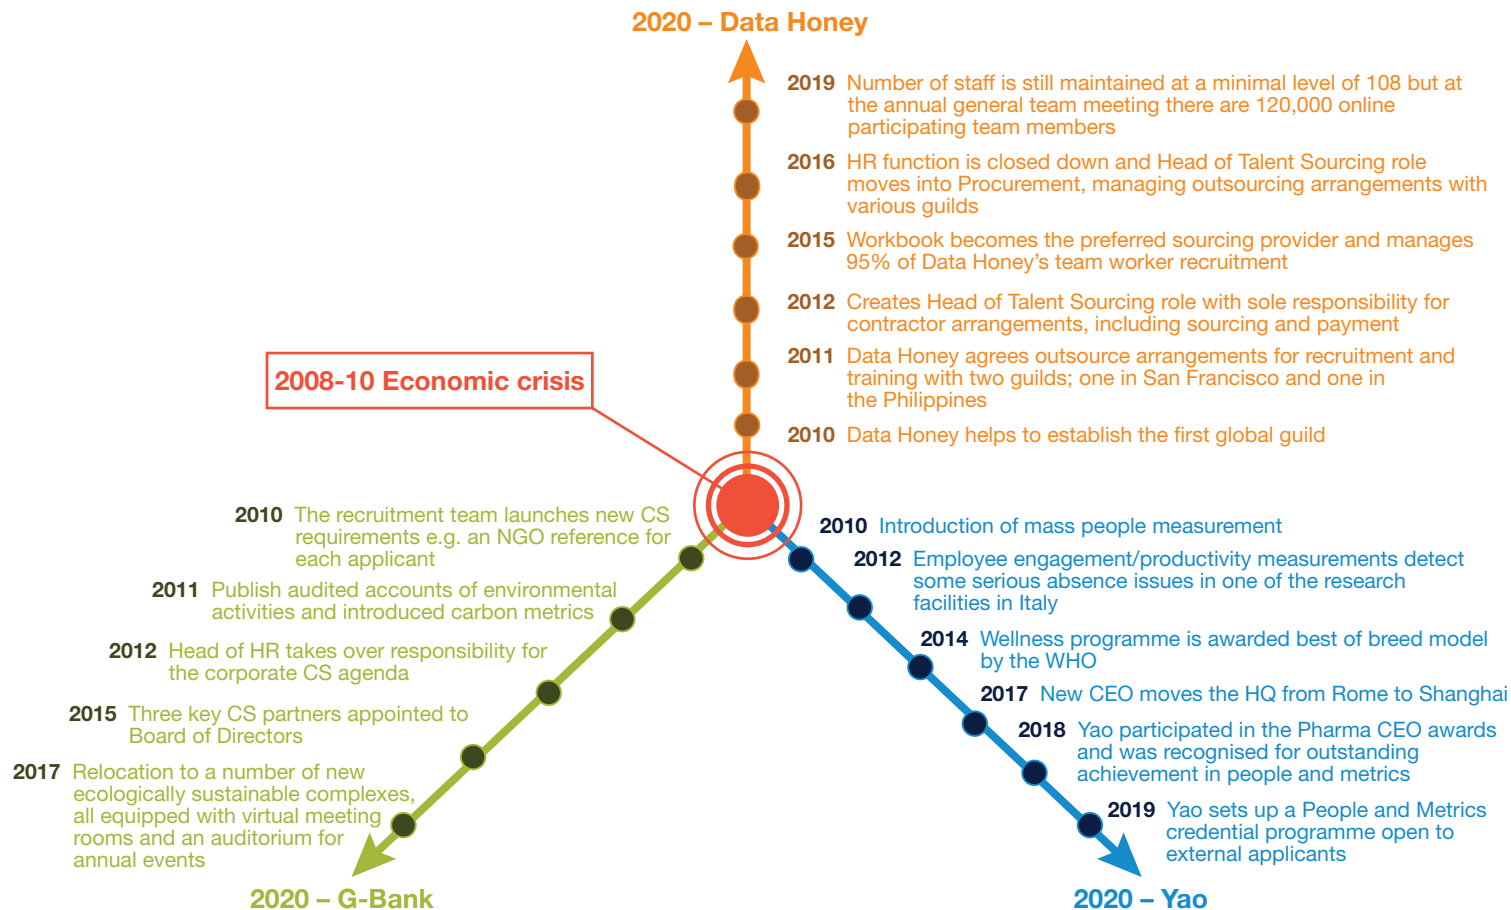 2020 – Data Honey
2019 Number of staff is still maintained at a minimal level of 108 but at
the annual general team meeting there are 120,000 online
participating team members
2016 HR function is closed down and Head of Talent Sourcing role
moves into Procurement, managing outsourcing arrangements with
various guilds
2015 Workbook becomes the preferred sourcing provider and manages
95% of Data Honey’s team worker recruitment
2012 Creates Head of Talent Sourcing role with sole responsibility for
contractor arrangements, including sourcing and payment
2011 Data Honey agrees outsource arrangements for recruitment and
training with two guilds; one in San Francisco and one in
the Philippines
2010 Data Honey helps to establish the first global guild
2008-10 Economic crisis
2010 The recruitment team launches new CS
requirements e.g. an NGO reference for
each applicant
2011 Publish audited accounts of environmental
activities and introduced carbon metrics
2012 Head of HR takes over responsibility for
the corporate CS agenda
2015 Three key CS partners appointed to
Board of Directors
2017 Relocation to a number of new
ecologically sustainable complexes,
all equipped with virtual meeting
rooms and an auditorium for
annual events
2020 – G-Bank
2010 Introduction of mass people measurement
2012 Employee engagement/productivity measurements detect
some serious absence issues in one of the research
facilities in Italy
2014 Wellness programme is awarded best of breed model
by the WHO
2017 New CEO moves the HQ from Rome to Shanghai
2018 Yao participated in the Pharma CEO awards
and was recognised for outstanding
achievement in people and metrics
2019 Yao sets up a People and Metrics
credential programme open to
external applicants
2020 – Yao